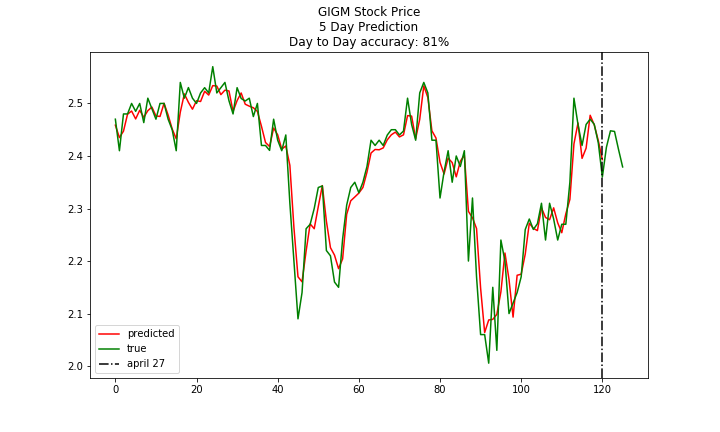 GIGM Stock Price
5 Day Prediction
Day to Day accuracy: 81%
2.5
2.4
2.3
2.2
2.1
2.0
0 20 40 60 80 100 120
predicted
true
april 27